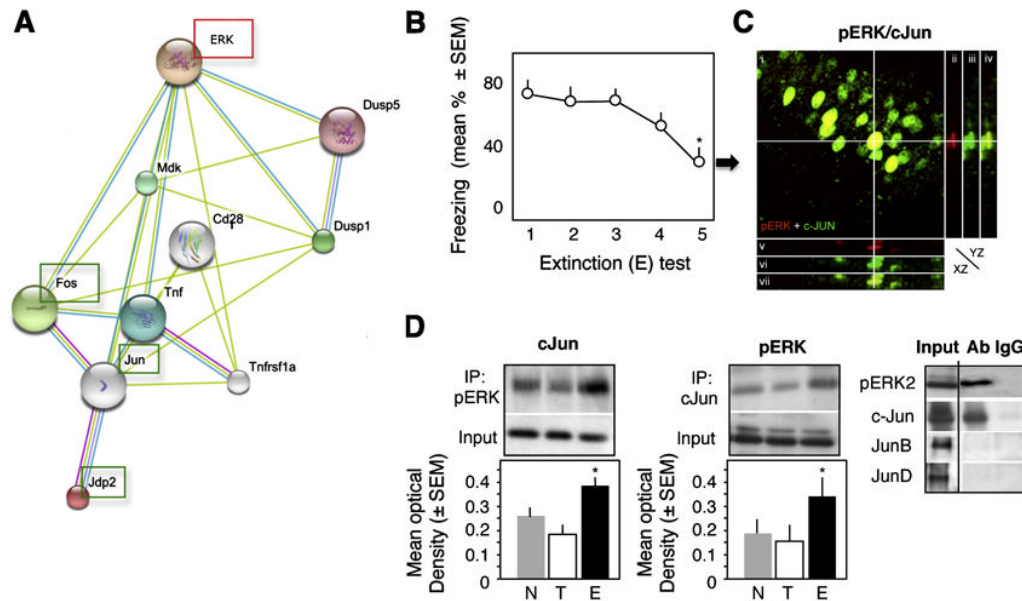 A
ERK
Dusp5
Mdk
Cd28
Dusp1
Fos
Tnf
Jun
Tnfrsf1a
Jdp2
B
Freezing (mean % ± SEM)
80
40
0
*
1 2 3 4 5
Extinction (E) test
C
pERK/cJun
i ii iii iv
pERK + c-JUN
v
vi
vii
YZ
XZ
D
cJun
IP:
pERK
Input
Mean optical
Density (± SEM)
0.4
0.3
0.2
0.1
0
*
N T E
pERK
IP:
cJun
Input
Mean optical
Density (± SEM)
0.4
0.3
0.2
0.1
0
*
N T E
Input Ab IgG
pERK2
c-Jun
JunB
JunD